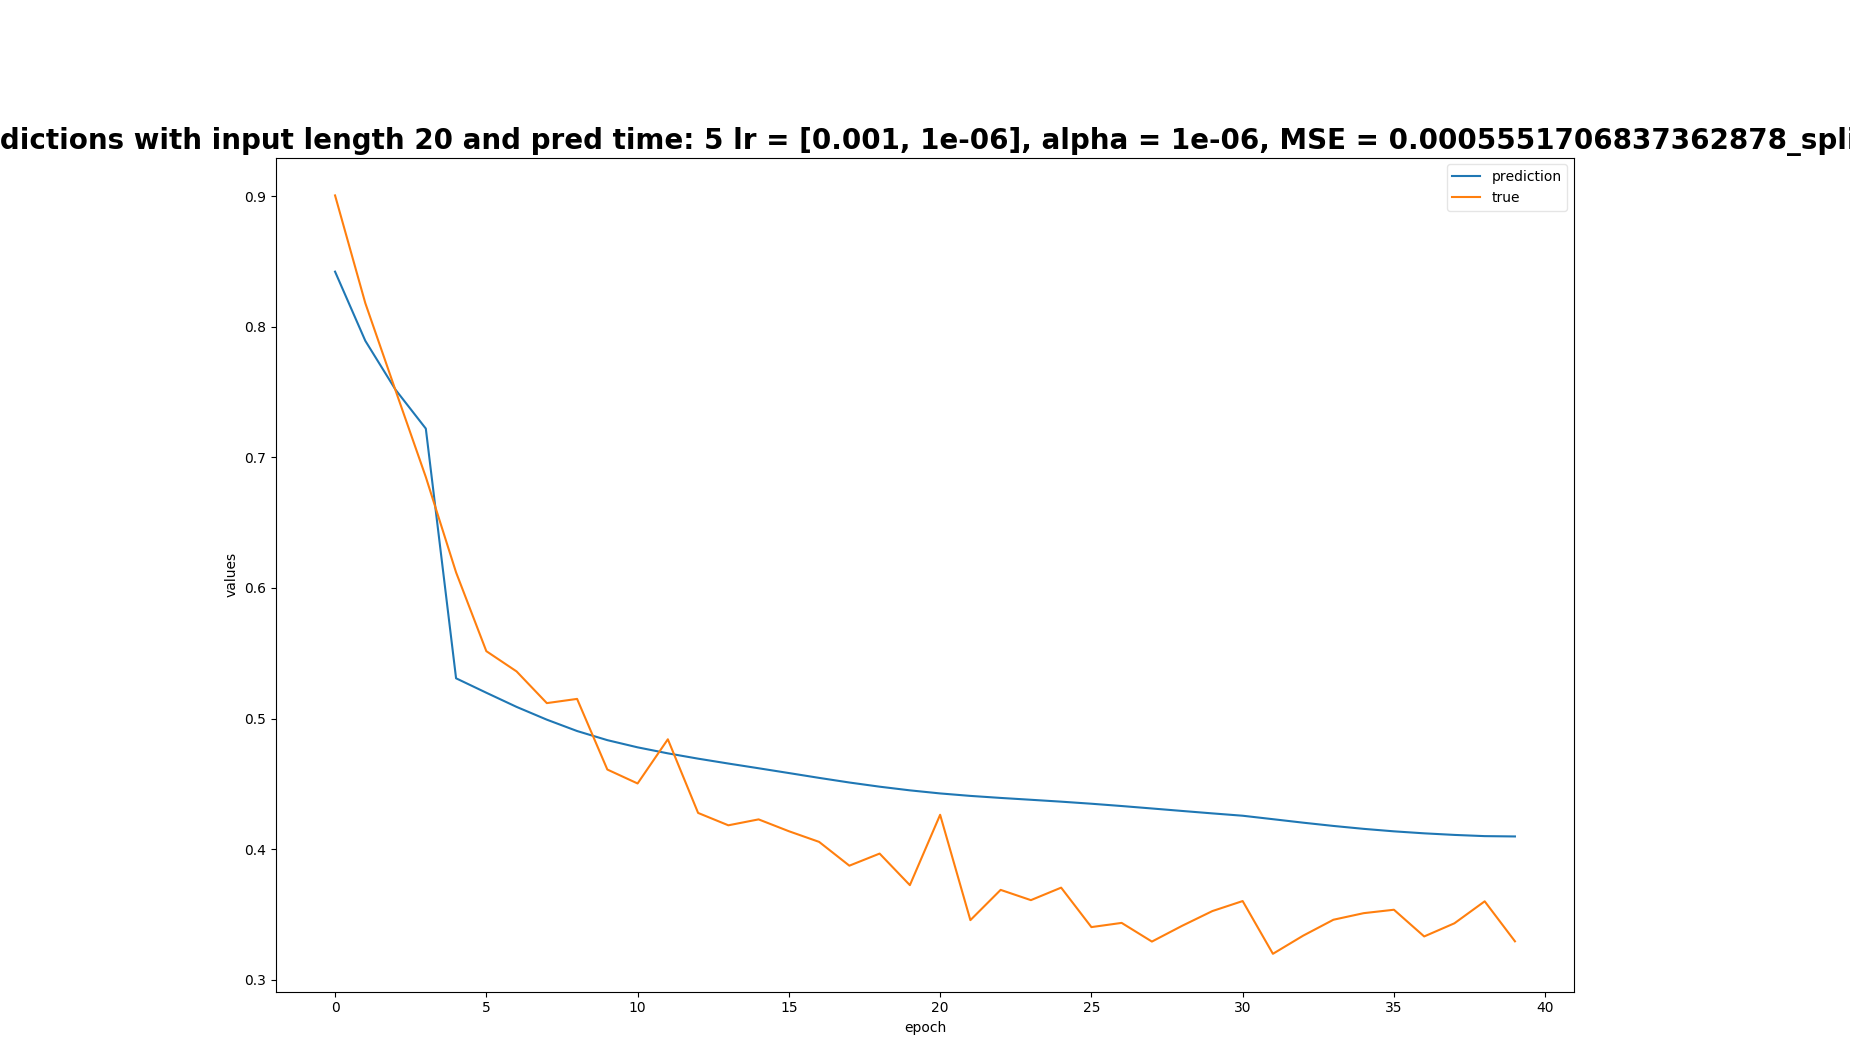 dictions with input length 20 and pred time: 5 lr = [0.001, 1e-06], alpha = 1e-06, MSE = 0.0005551706837362878_spli
prediction
true
0.9
0.8
0.7
0.6
0.5
0.4
0.3
values
0 5 10 15 20 25 30 35 40
epoch